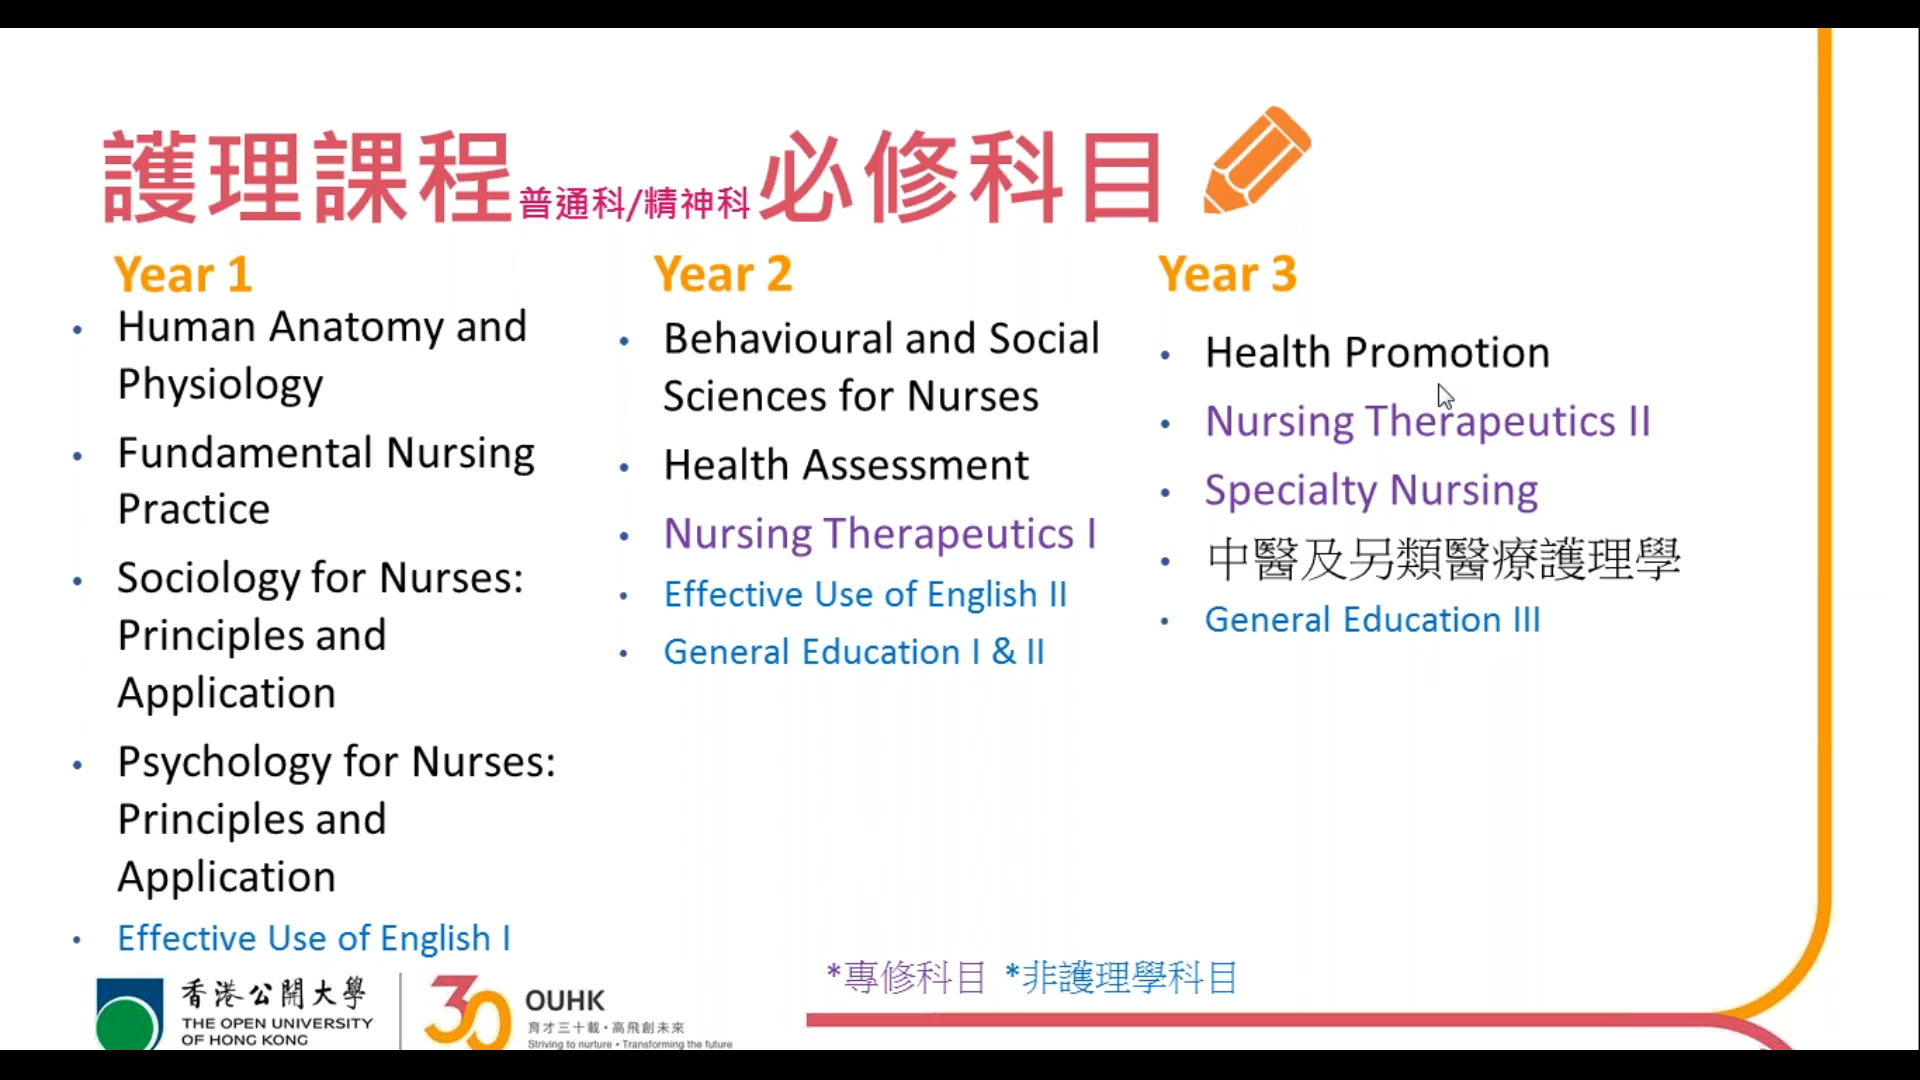 護理課程普通科/精神科必修科目
Year 1
• Human Anatomy and
Physiology
• Fundamental Nursing
Practice
• Sociology for Nurses:
Principles and
Application
• Psychology for Nurses:
Principles and
Application
• Effective Use of English I
Year 2
• Behavioural and Social
Sciences for Nurses
• Health Assessment
• Nursing Therapeutics I
• Effective Use of English II
• General Education I & II
Year 3
• Health Promotion
• Nursing Therapeutics II
• Specialty Nursing
• 中醫及另類醫療護理學
• General Education III
*專修科目 *非護理學科目
香港公開大學
THE OPEN UNIVERSITY
OF HONG KONG
30
OUHK
育才三十載・高飛創未來
Striving to nurture • Transforming the future